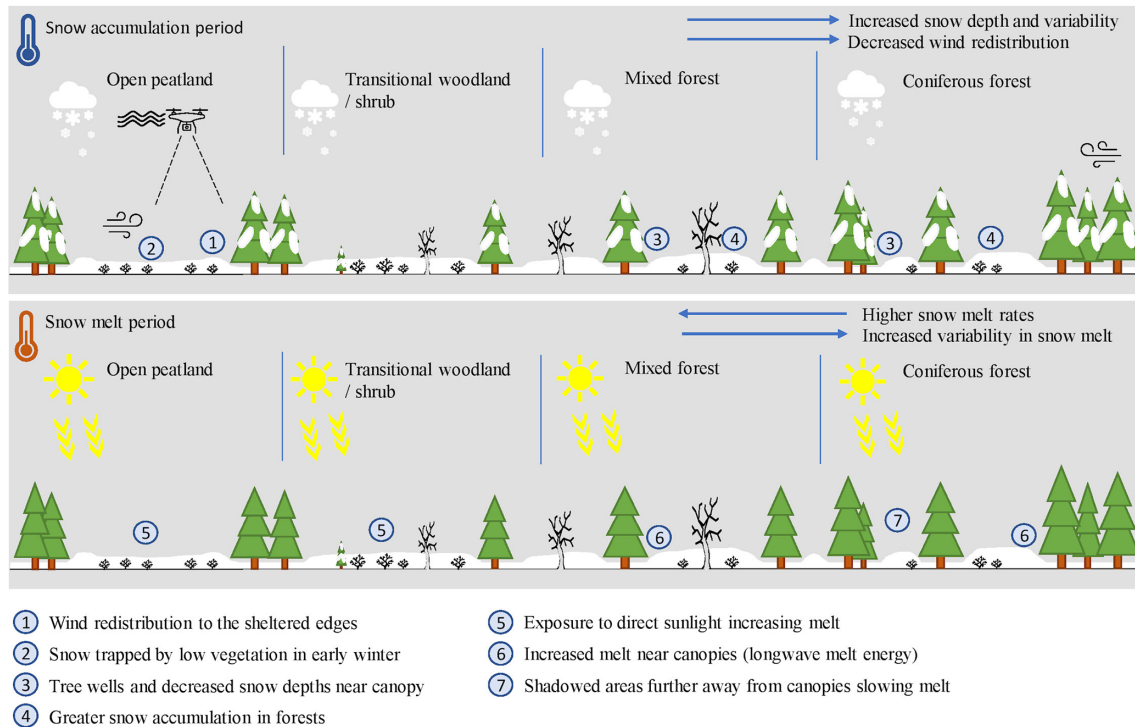 Snow accumulation period
Increased snow depth and variability
Decreased wind redistribution
Open peatland
Transitional woodland
/ shrub
Mixed forest
Coniferous forest
2
1
3
4
3
4
Snow melt period
Higher snow melt rates
Increased variability in snow melt
Open peatland
Transitional woodland
/ shrub
Mixed forest
Coniferous forest
5
5
6
7
6
1 Wind redistribution to the sheltered edges
2 Snow trapped by low vegetation in early winter
3 Tree wells and decreased snow depths near canopy
4 Greater snow accumulation in forests
5 Exposure to direct sunlight increasing melt
6 Increased melt near canopies (longwave melt energy)
7 Shadowed areas further away from canopies slowing melt